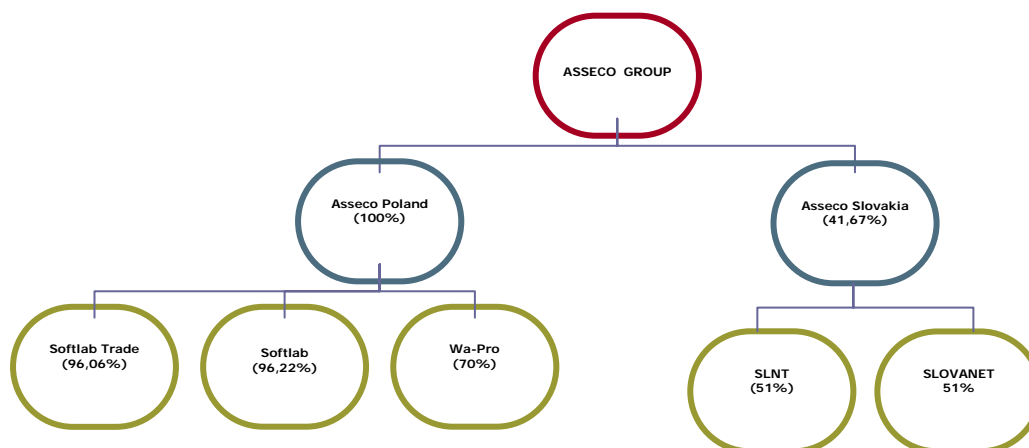 ASSECO GROUP
Asseco Poland
(100%)
Asseco Slovakia
(41,67%)
Softlab Trade
(96,06%)
Softlab
(96,22%)
Wa-Pro
(70%)
SLNT
(51%)
SLOVANET
51%